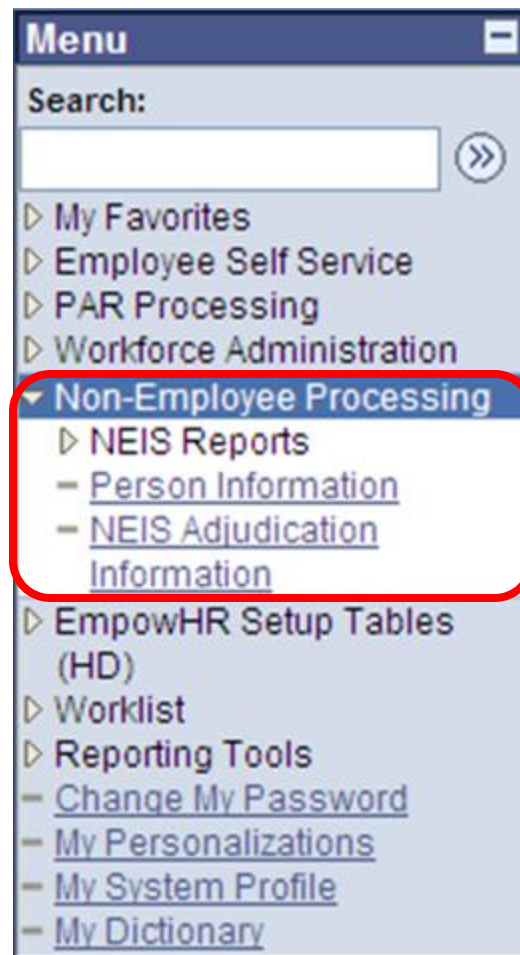 Menu
Search:
My Favorites
Employee Self Service
PAR Processing
Workforce Administration
Non-Employee Processing
NEIS Reports
Person Information
NEIS Adjudication
Information
EmpowHR Setup Tables
(HD)
Worklist
Reporting Tools
Change My Password
My Personalizations
My System Profile
My Dictionary